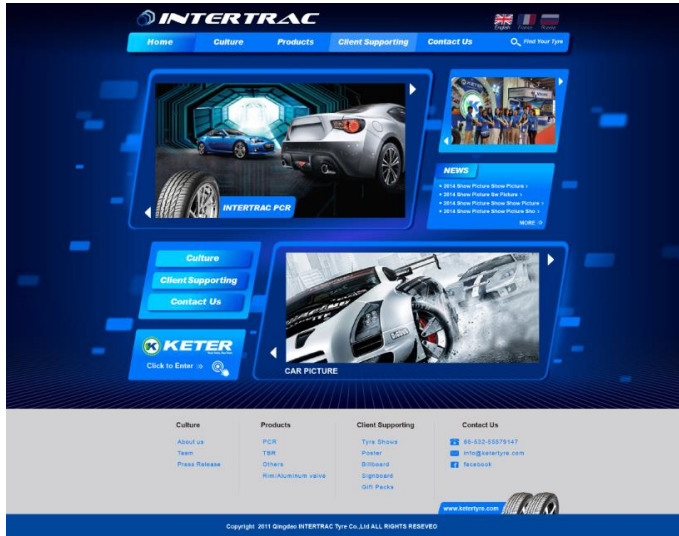 INTERTRAC
English France Russia
Home Culture Products Client Supporting Contact Us Find Your Tyre
KETER
INTERTRAC PCR
NEWS
2014 Show Picture Show Picture >
2014 Show Picture Sw Picture >
2014 Show Picture Show Show Picture >
2014 Show Picture Show Picture Sho >
MORE
Culture
Client Supporting
Contact Us
KETER
Click to Enter
CAR PICTURE
Culture Products Client Supporting Contact Us
About us PCR Tyre Shows 86-532-55579147
Team TBR Poster info@ketertyre.com
Press Release Others Billboard facebook
Rim/Aluminum valve Signboard
Gift Packs
www.ketertyre.com
Copyright 2011 Qingdao INTERTRAC Tyre Co.,Ltd ALL RIGHTS RESEVED